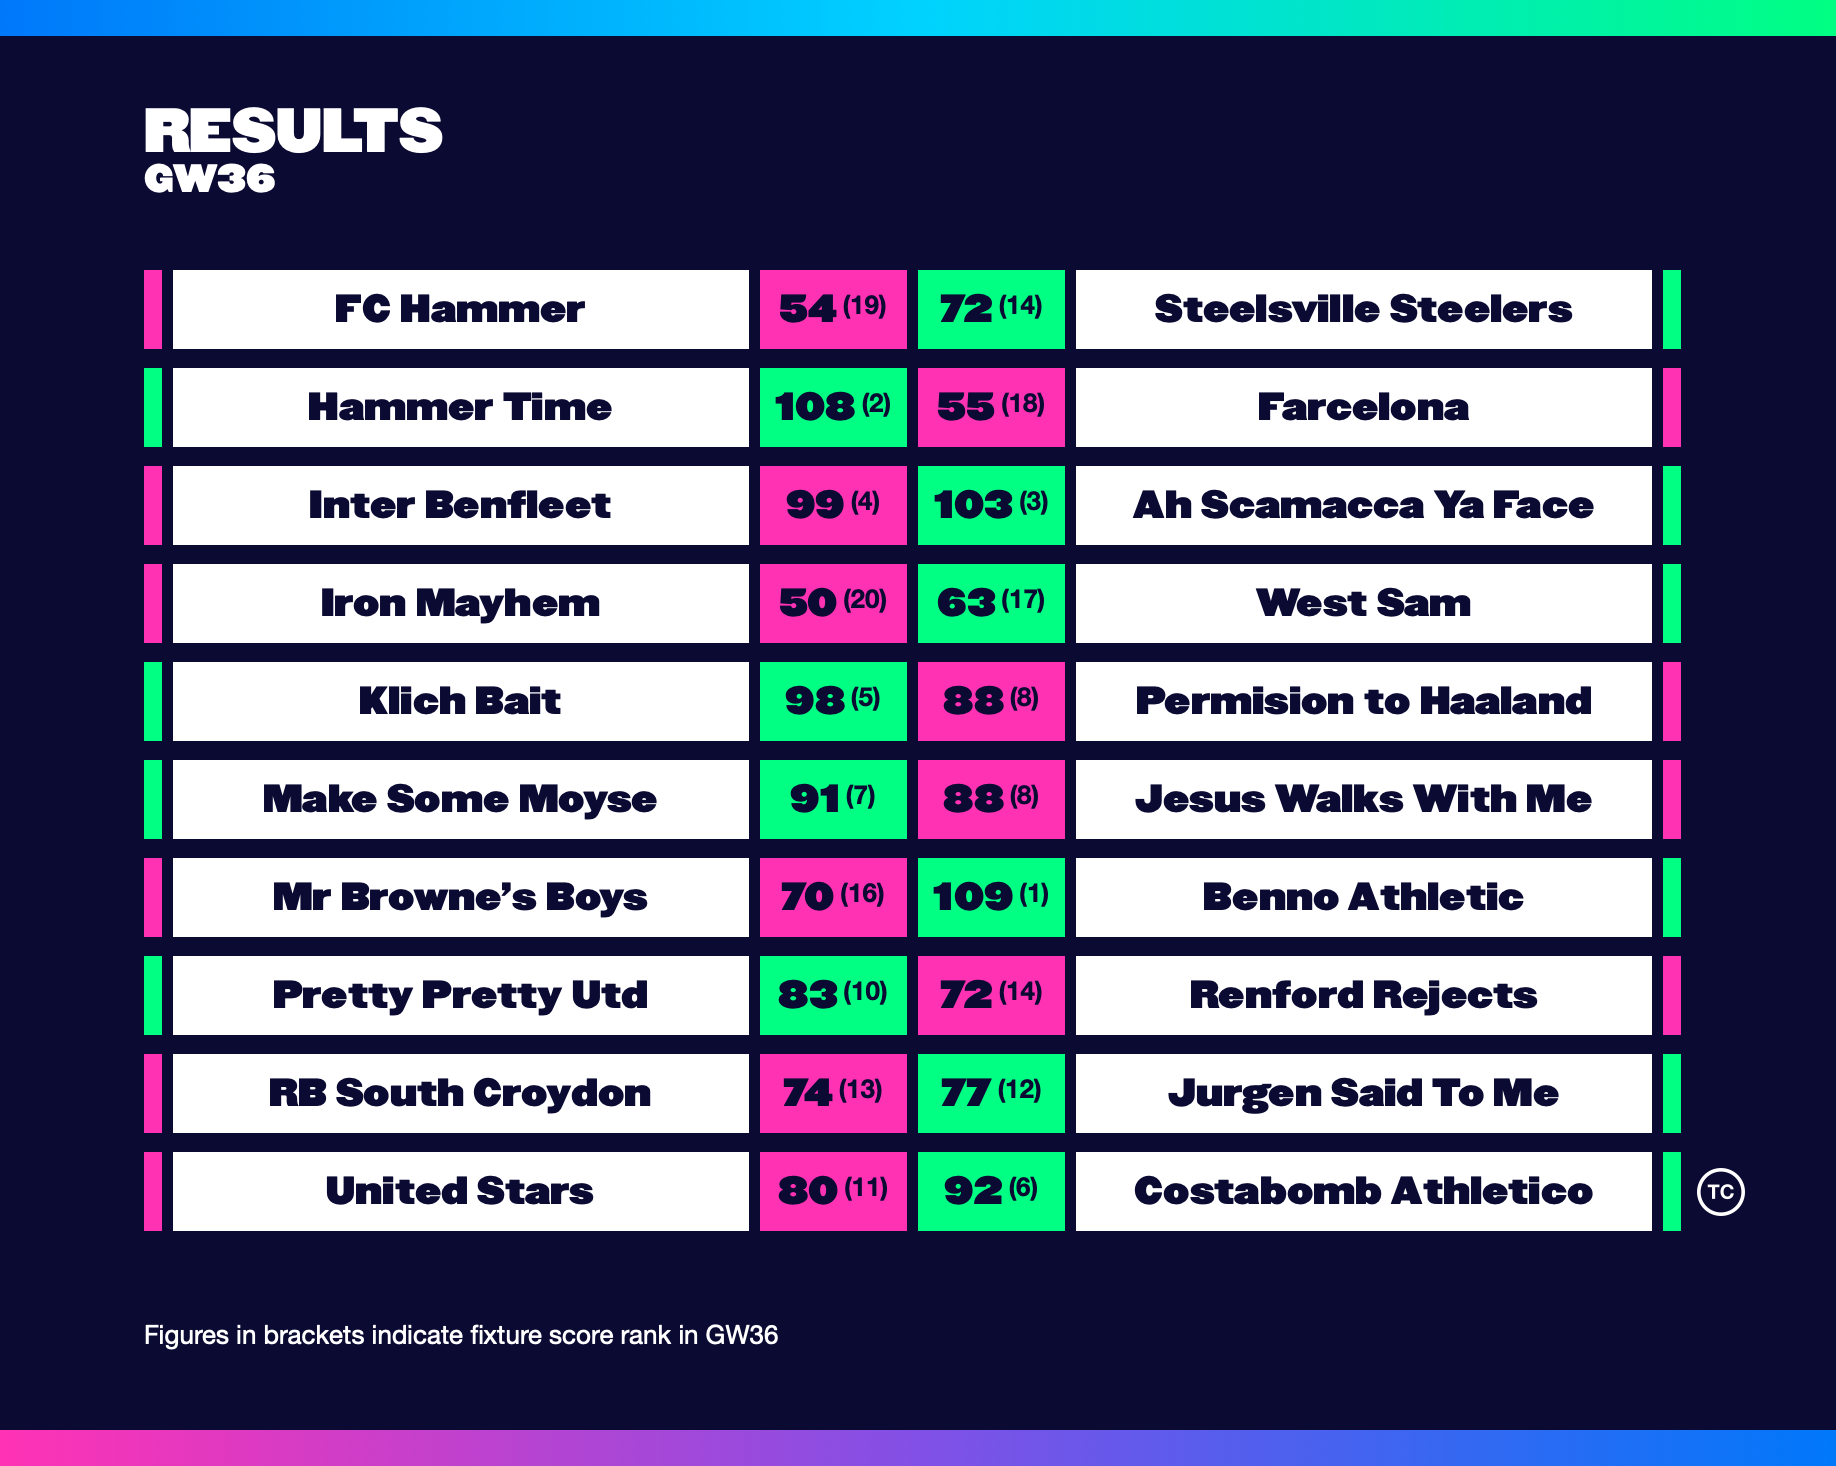 RESULTS
GW36
FC Hammer 54 (19) 72 (14) Steelsville Steelers
Hammer Time 108 (2) 55 (18) Farcelona
Inter Benfleet 99 (4) 103 (3) Ah Scamacca Ya Face
Iron Mayhem 50 (20) 63 (17) West Sam
Klich Bait 98 (5) 88 (8) Permision to Haaland
Make Some Moyse 91 (7) 88 (8) Jesus Walks With Me
Mr Browne’s Boys 70 (16) 109 (1) Benno Athletic
Pretty Pretty Utd 83 (10) 72 (14) Renford Rejects
RB South Croydon 74 (13) 77 (12) Jurgen Said To Me
United Stars 80 (11) 92 (6) Costabomb Athletico TC
Figures in brackets indicate fixture score rank in GW36